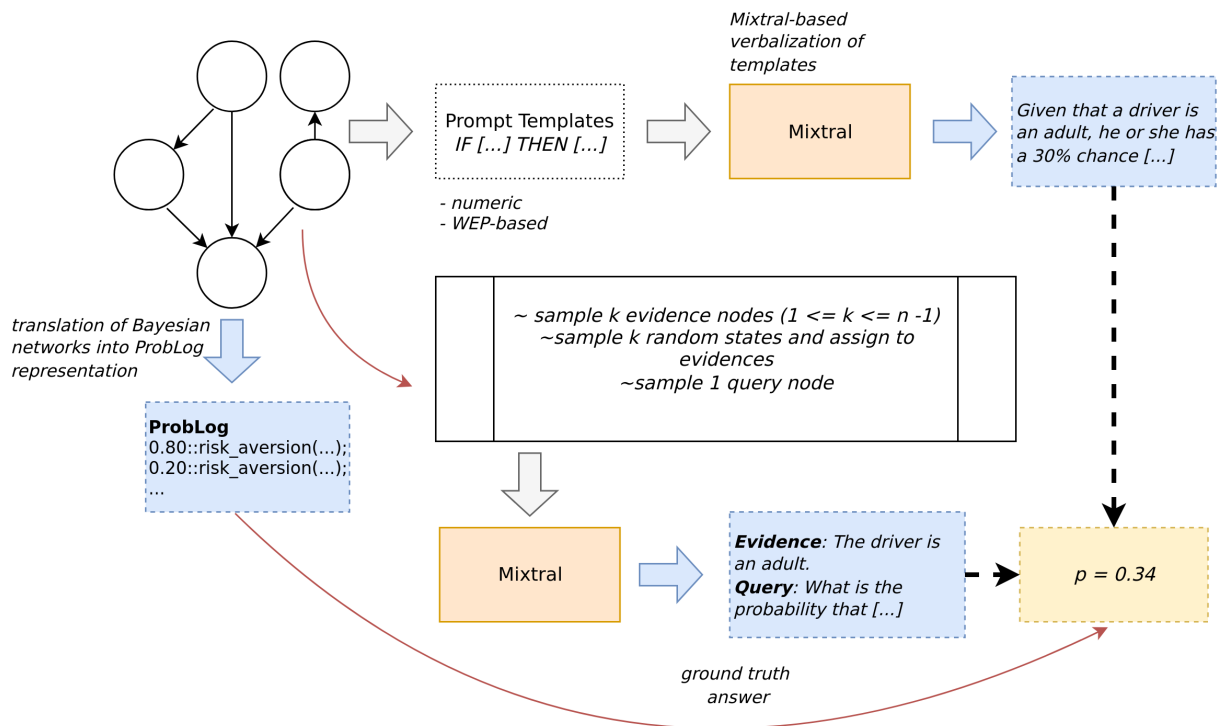 Mixtral-based
verbalization of
templates
Prompt Templates
IF [...] THEN [...]
Mixtral
Given that a driver is
an adult, he or she has
a 30% chance [...]
- numeric
- WEP-based
~ sample k evidence nodes (1 <= k <= n -1)
~sample k random states and assign to
evidences
~sample 1 query node
translation of Bayesian
networks into ProbLog
representation
ProbLog
0.80::risk_aversion(...);
0.20::risk_aversion(...);
...
Mixtral
Evidence: The driver is
an adult.
Query: What is the
probability that [...]
p = 0.34
ground truth
answer